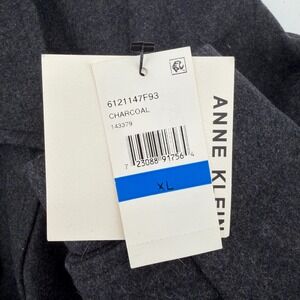 6121147F93
CHARCOAL
143379
7 23088 91756 4
XL
ANNE KLEIN